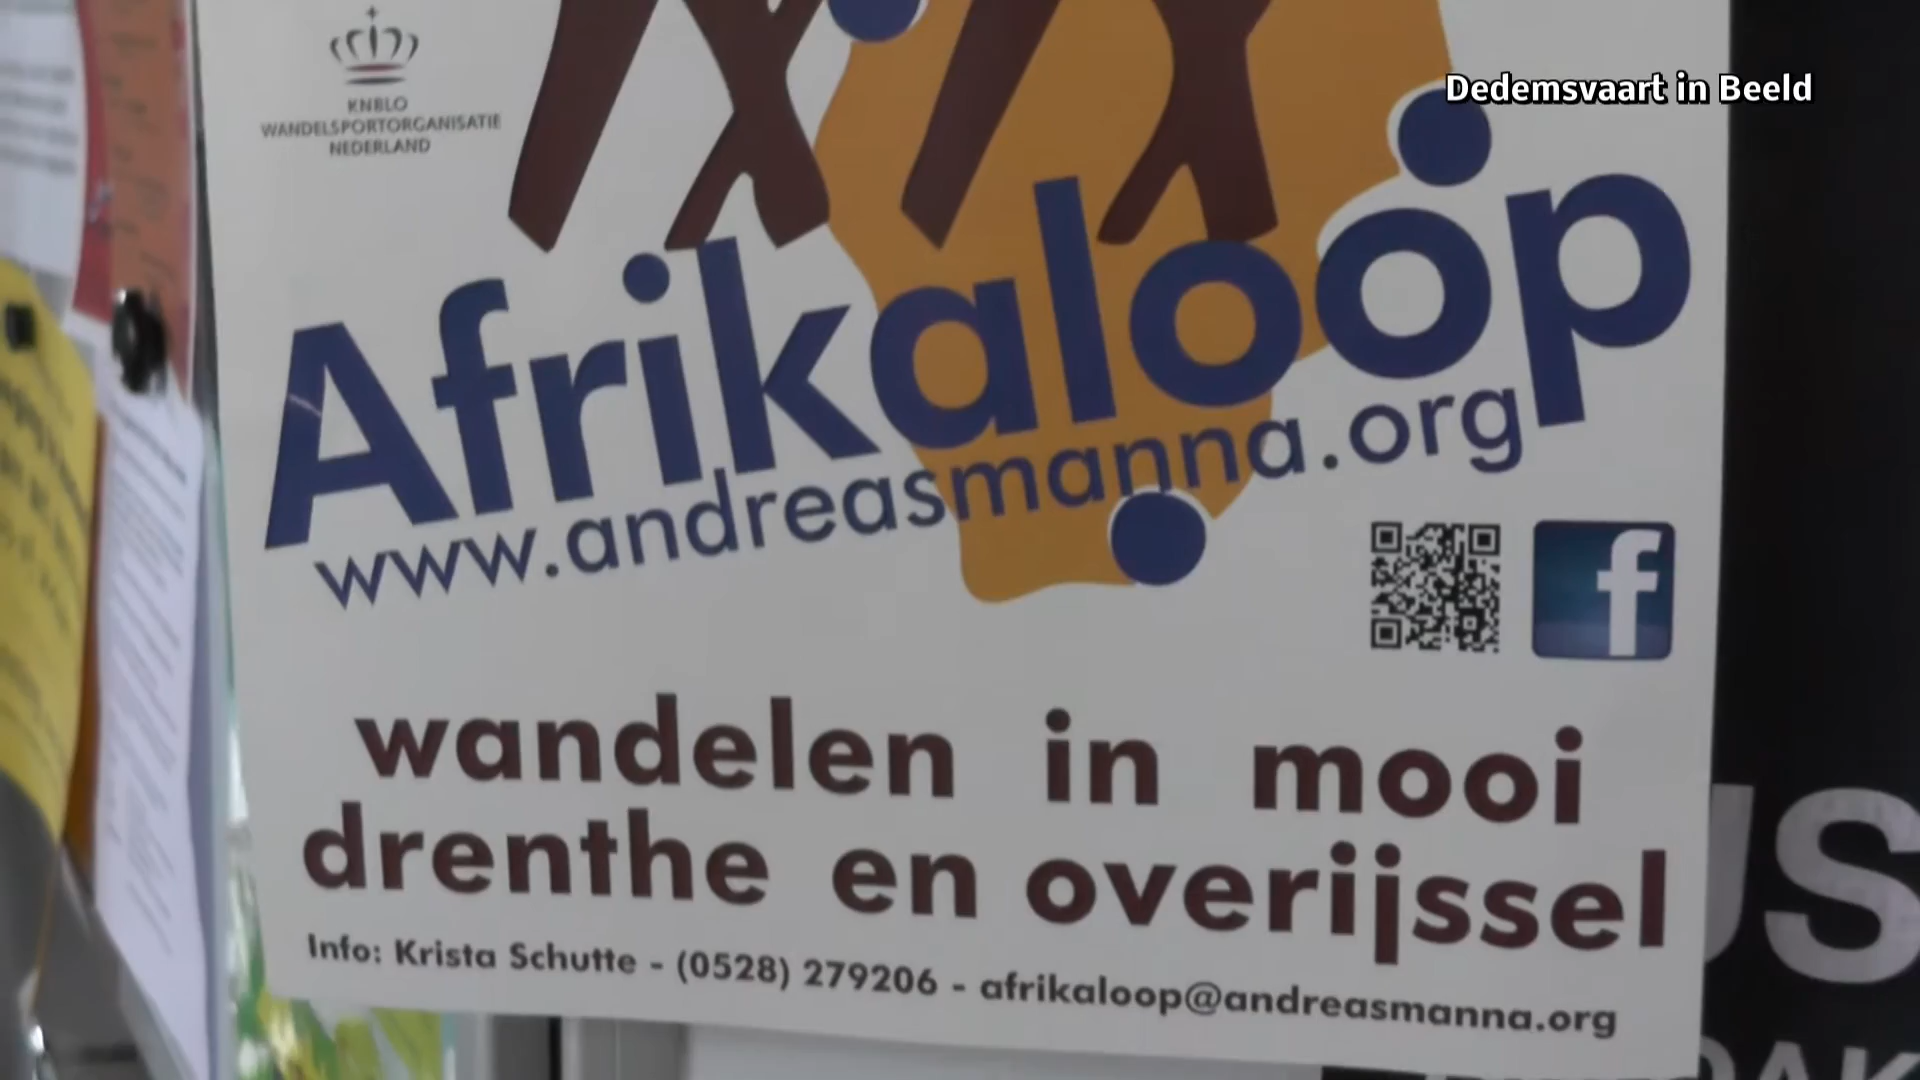 Dedemsvaart in Beeld
KNBLO
WANDELSPORTORGANISATIE
NEDERLAND
Afrikaloop
www.andreasmanna.org
f
wandelen in mooi
drenthe en overijssel
Info: Krista Schutte - (0528) 279206 - afrikaloop@andreasmanna.org